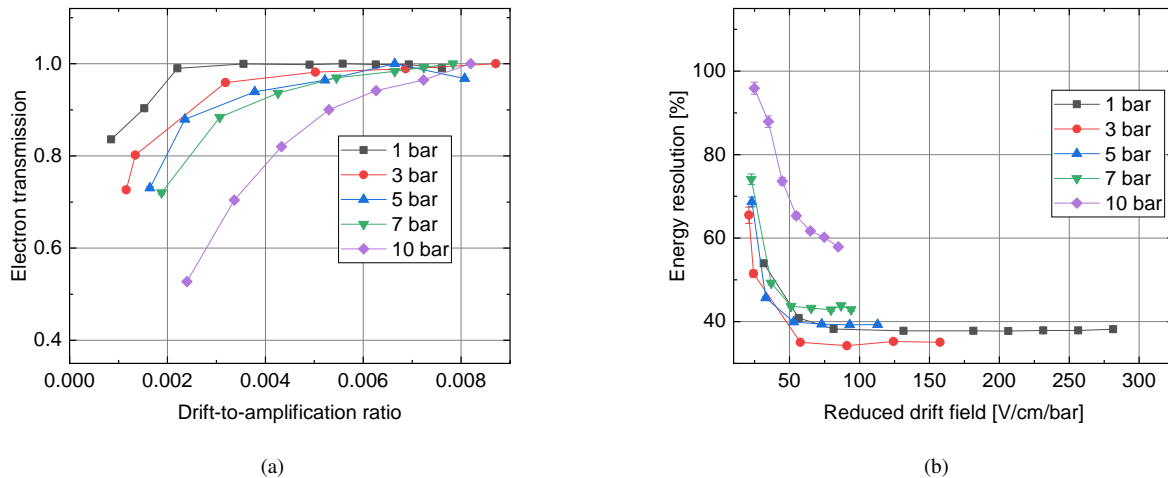 1.0
0.8
0.6
0.4
Electron transmission
0.000
0.002
0.004
0.006
0.008
Drift-to-amplification ratio
1 bar
3 bar
5 bar
7 bar
10 bar
(a)
100
80
60
40
Energy resolution [%]
50
100
150
200
250
300
Reduced drift field [V/cm/bar]
1 bar
3 bar
5 bar
7 bar
10 bar
(b)